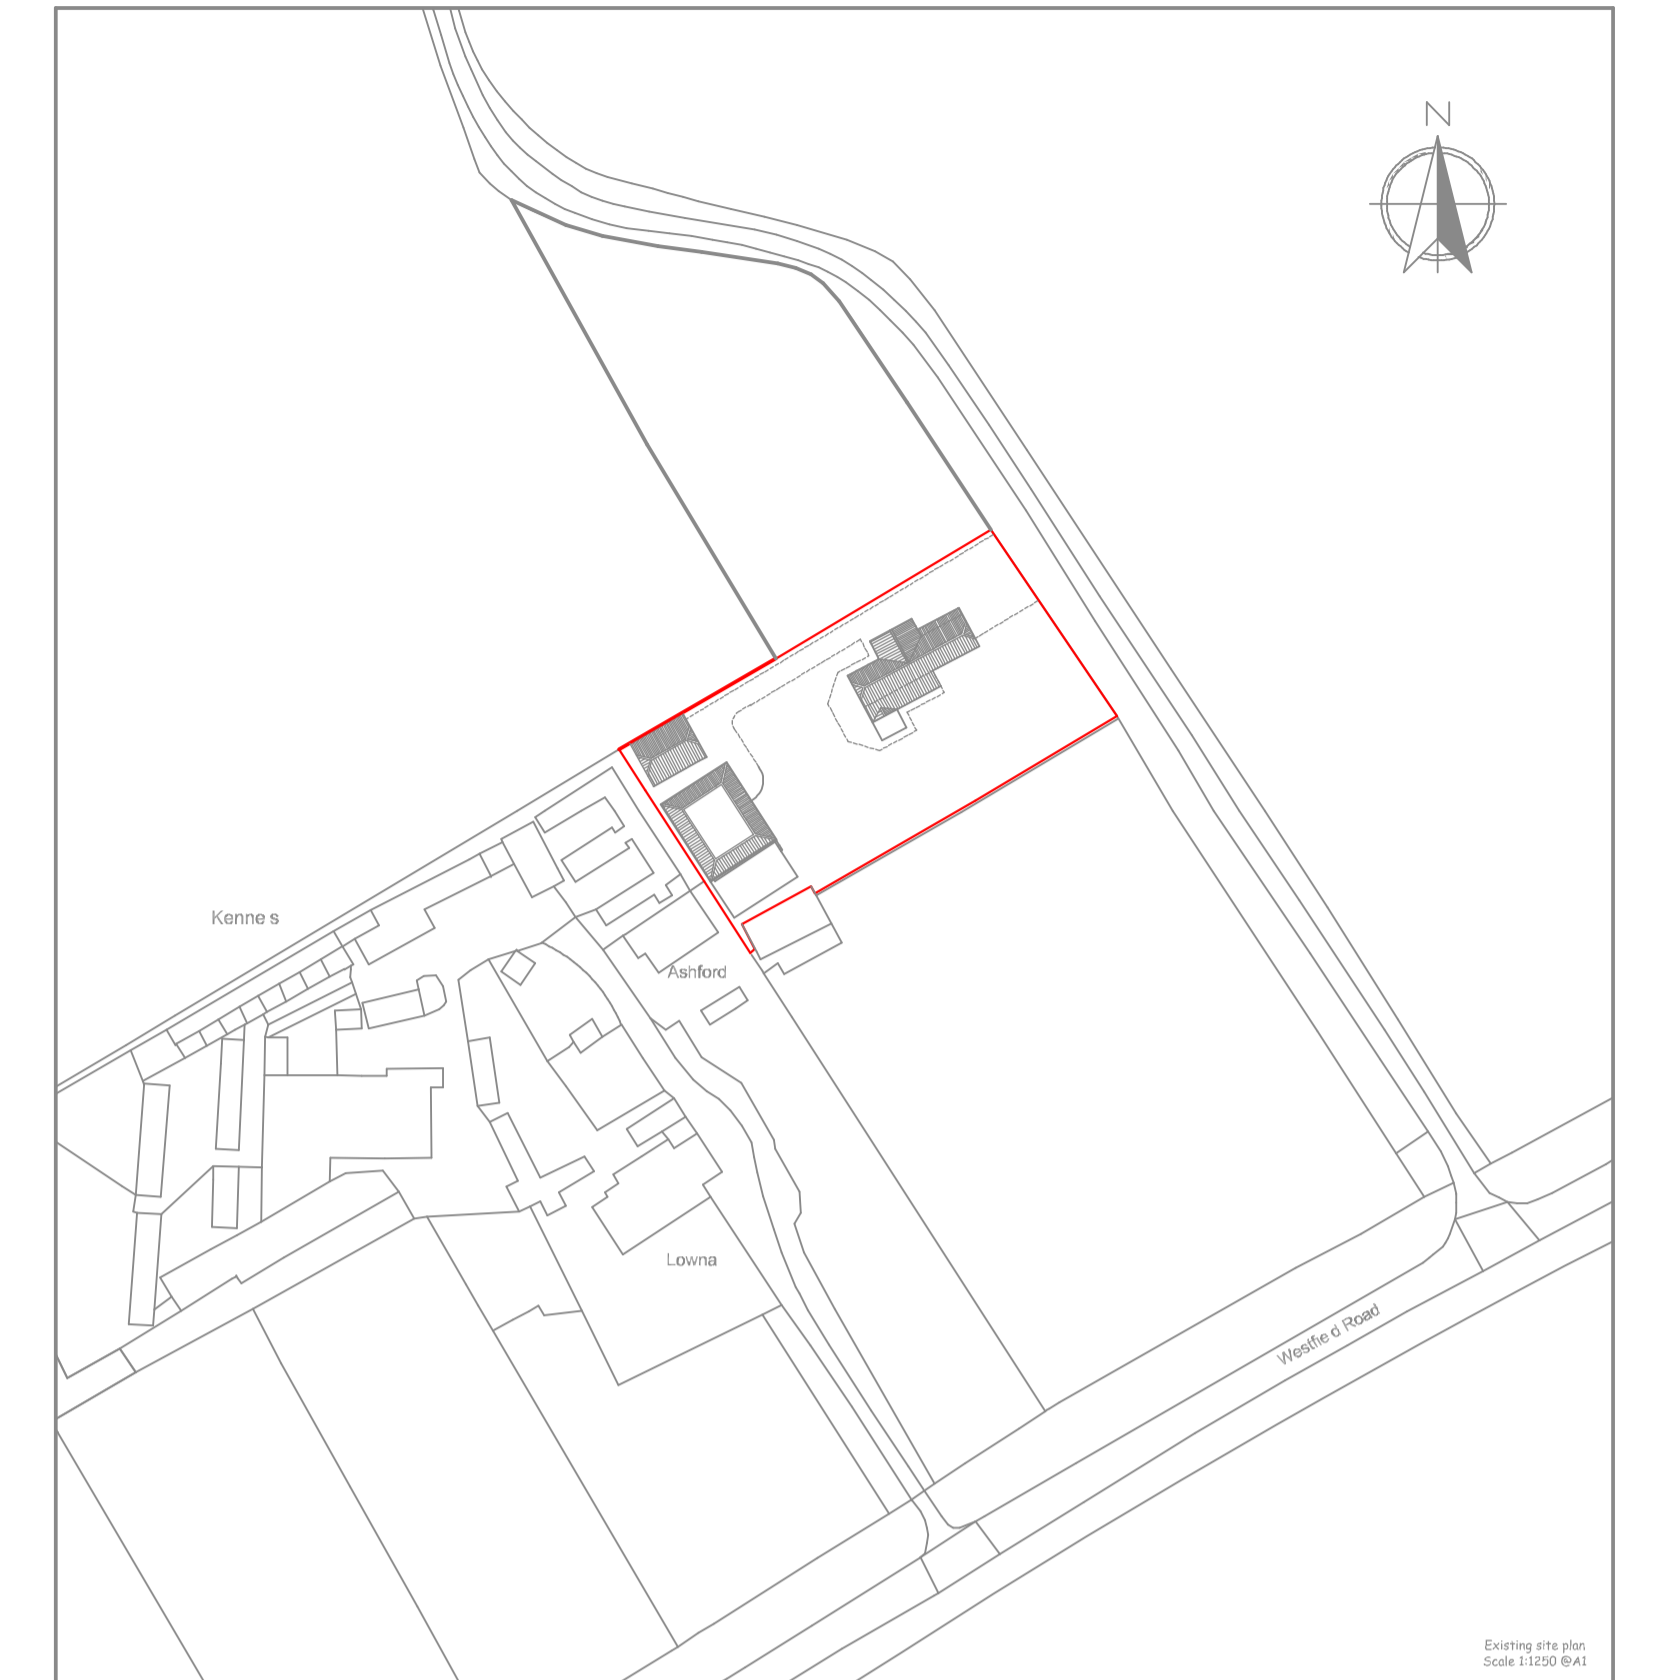 N
Kenne s
Ashford
Lowna
Westfie d Road
Existing site plan
Scale 1:1250 @A1